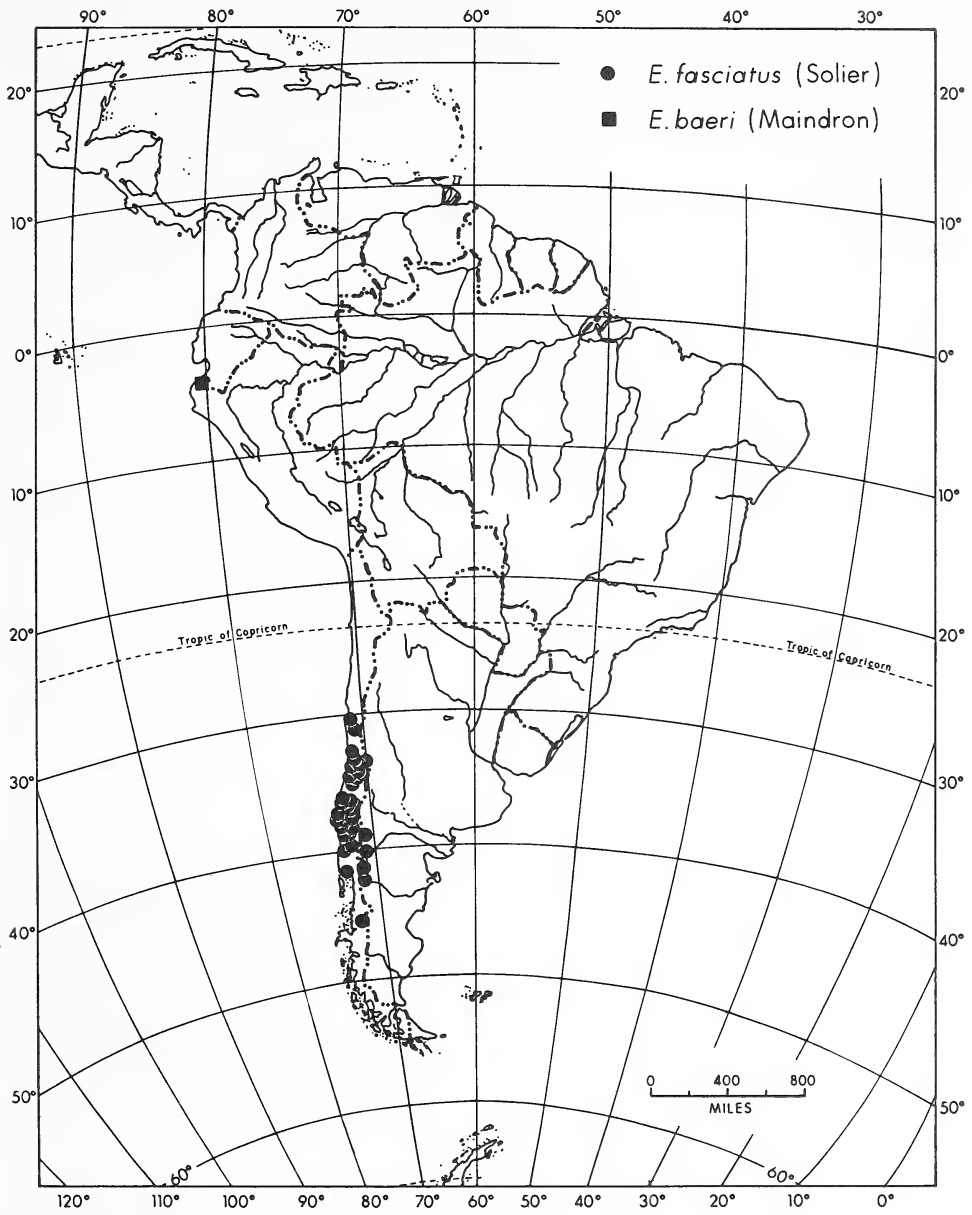 90° 80° 70° 60° 50° 40° 30°
E. fasciatus (Solier)
E. baeri (Maindron)
20° 20°
10° 10°
0° 0°
10° 10°
20° 20°
Tropic of Capricorn
Tropic of Capricorn
30° 30°
40° 40°
0 400 800
MILES
50° 50°
60° 60°
120° 110° 100° 90° 80° 70° 60° 50° 40° 30° 20° 10° 0°